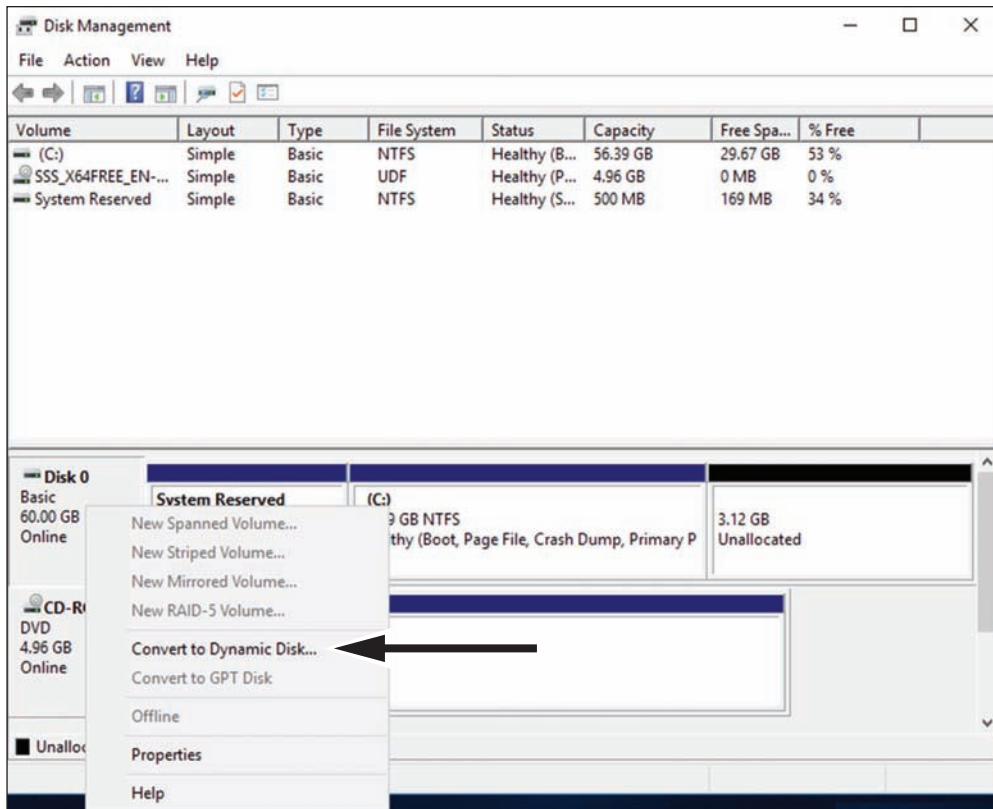 Disk Management
File Action View Help
Volume Layout Type File System Status Capacity Free Spa... % Free
(C:) Simple Basic NTFS Healthy (B... 56.39 GB 29.67 GB 53 %
SSS_X64FREE_EN-... Simple Basic UDF Healthy (P... 4.96 GB 0 MB 0 %
System Reserved Simple Basic NTFS Healthy (S... 500 MB 169 MB 34 %
Disk 0
Basic
60.00 GB
Online
System Reserved
(C:)
9 GB NTFS
thy (Boot, Page File, Crash Dump, Primary P
3.12 GB
Unallocated
New Spanned Volume...
New Striped Volume...
New Mirrored Volume...
New RAID-5 Volume...
Convert to Dynamic Disk...
Convert to GPT Disk
Offline
Properties
Help
CD-RO
DVD
4.96 GB
Online
Unalloc